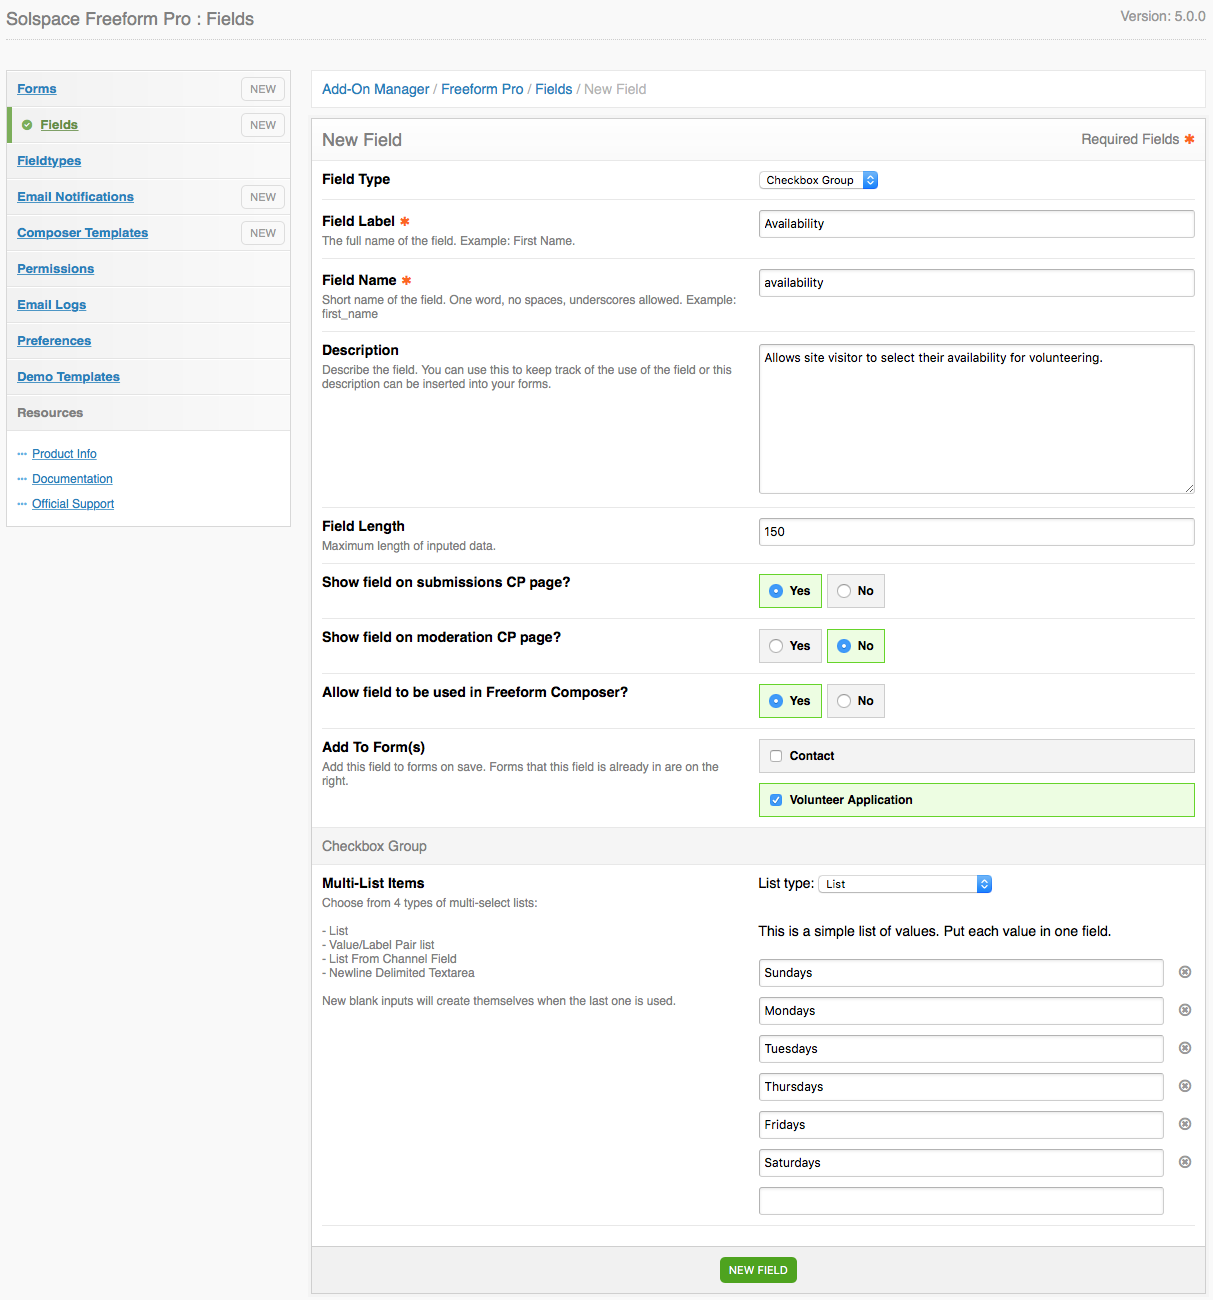 Solspace Freeform Pro : Fields
Version: 5.0.0
Forms
NEW
Fields
NEW
Fieldtypes
Email Notifications
NEW
Composer Templates
NEW
Permissions
Email Logs
Preferences
Demo Templates
Resources
Product Info
Documentation
Official Support
Add-On Manager / Freeform Pro / Fields / New Field
New Field
Required Fields ✱
Field Type
Checkbox Group
Field Label ✱
The full name of the field. Example: First Name.
Availability
Field Name ✱
Short name of the field. One word, no spaces, underscores allowed. Example:
first_name
availability
Description
Describe the field. You can use this to keep track of the use of the field or this
description can be inserted into your forms.
Allows site visitor to select their availability for volunteering.
Field Length
Maximum length of inputed data.
150
Show field on submissions CP page?
Yes
No
Show field on moderation CP page?
Yes
No
Allow field to be used in Freeform Composer?
Yes
No
Add To Form(s)
Add this field to forms on save. Forms that this field is already in are on the
right.
Contact
Volunteer Application
Checkbox Group
Multi-List Items
Choose from 4 types of multi-select lists:
- List
- Value/Label Pair list
- List From Channel Field
- Newline Delimited Textarea
New blank inputs will create themselves when the last one is used.
List type: List
This is a simple list of values. Put each value in one field.
Sundays
Mondays
Tuesdays
Thursdays
Fridays
Saturdays
NEW FIELD